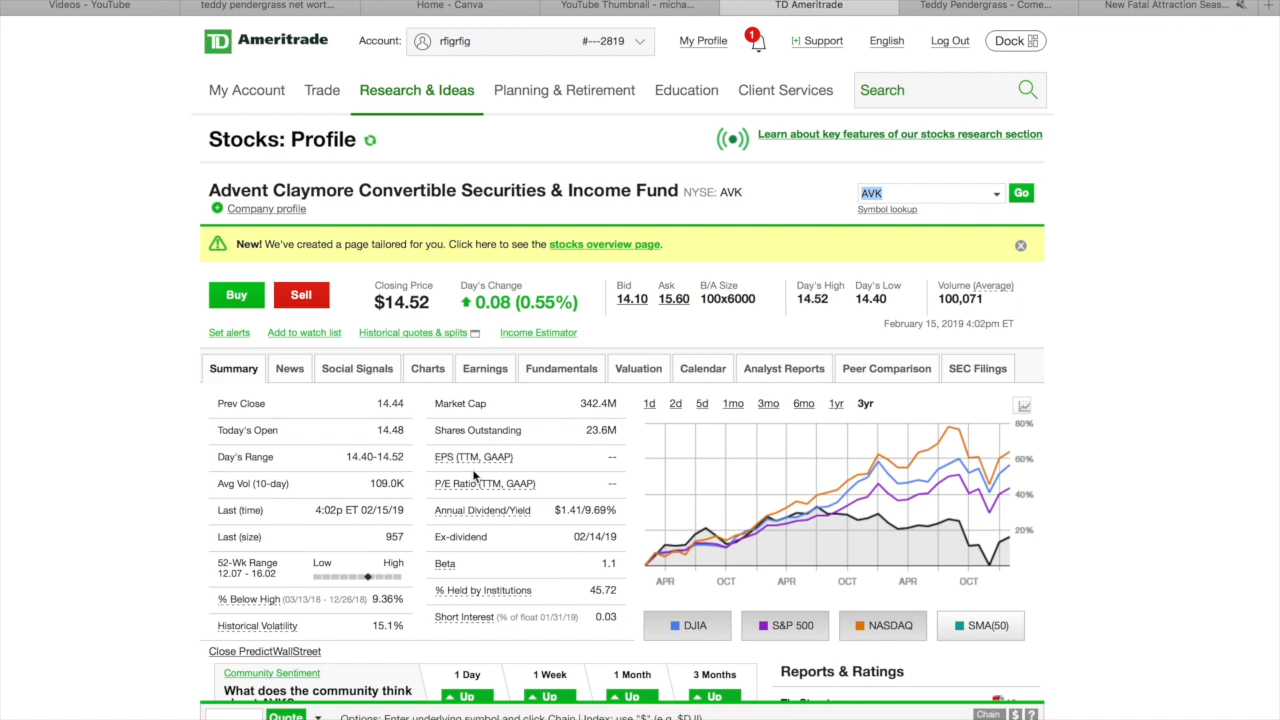 Videos - YouTube
teddy pendergrass net wort...
Home - Canva
YouTube Thumbnail - micha...
TD Ameritrade
Teddy Pendergrass - Come...
New Fatal Attraction Seas...
TD Ameritrade
Account: rfigrfig #---2819
My Profile
1
[+] Support
English
Log Out
Dock
My Account
Trade
Research & Ideas
Planning & Retirement
Education
Client Services
Search
Stocks: Profile
Learn about key features of our stocks research section
Advent Claymore Convertible Securities & Income Fund NYSE: AVK
AVK
Go
Company profile
Symbol lookup
New! We've created a page tailored for you. Click here to see the stocks overview page.
Buy
Sell
Closing Price
$14.52
Day's Change
0.08 (0.55%)
Bid
14.10
Ask
15.60
B/A Size
100x6000
Day's High
14.52
Day's Low
14.40
Volume (Average)
100,071
February 15, 2019 4:02pm ET
Set alerts
Add to watch list
Historical quotes & splits
Income Estimator
Summary
News
Social Signals
Charts
Earnings
Fundamentals
Valuation
Calendar
Analyst Reports
Peer Comparison
SEC Filings
Prev Close 14.44
Today's Open 14.48
Day's Range 14.40-14.52
Avg Vol (10-day) 109.0K
Last (time) 4:02p ET 02/15/19
Last (size) 957
52-Wk Range Low High
12.07 - 16.02
% Below High (03/13/18 - 12/26/18) 9.36%
Historical Volatility 15.1%
Market Cap 342.4M
Shares Outstanding 23.6M
EPS (TTM, GAAP) --
P/E Ratio (TTM, GAAP) --
Annual Dividend/Yield $1.41/9.69%
Ex-dividend 02/14/19
Beta 1.1
% Held by Institutions 45.72
Short Interest (% of float 01/31/19) 0.03
1d 2d 5d 1mo 3mo 6mo 1yr 3yr
80%
60%
40%
20%
APR OCT APR OCT APR OCT
DJIA
S&P 500
NASDAQ
SMA(50)
Close PredictWallStreet
Community Sentiment
What does the community think
1 Day
1 Week
1 Month
3 Months
Up
Up
Up
Up
Reports & Ratings
Quote
Options: Enter underlying symbol and click Chain | Index: use "$" (e.g. $DJI)
Chain
$
?